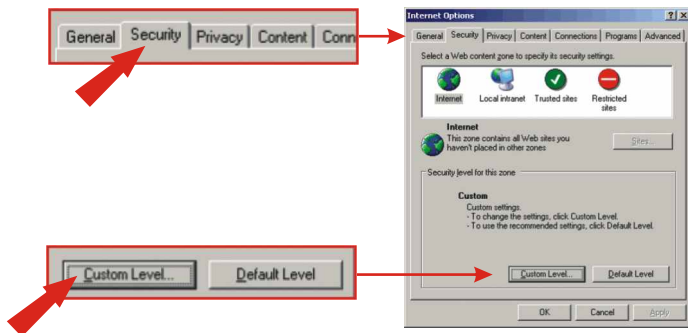 General Security Privacy Content Conn
Internet Options
General Security Privacy Content Connections Programs Advanced
Select a Web content zone to specify its security settings.
Internet Local intranet Trusted sites Restricted
sites
Internet
This zone contains all Web sites you
haven't placed in other zones
Sites...
Security level for this zone
Custom
Custom settings.
- To change the settings, click Custom Level.
- To use the recommended settings, click Default Level.
Custom Level... Default Level
Custom Level... Default Level
OK Cancel Apply